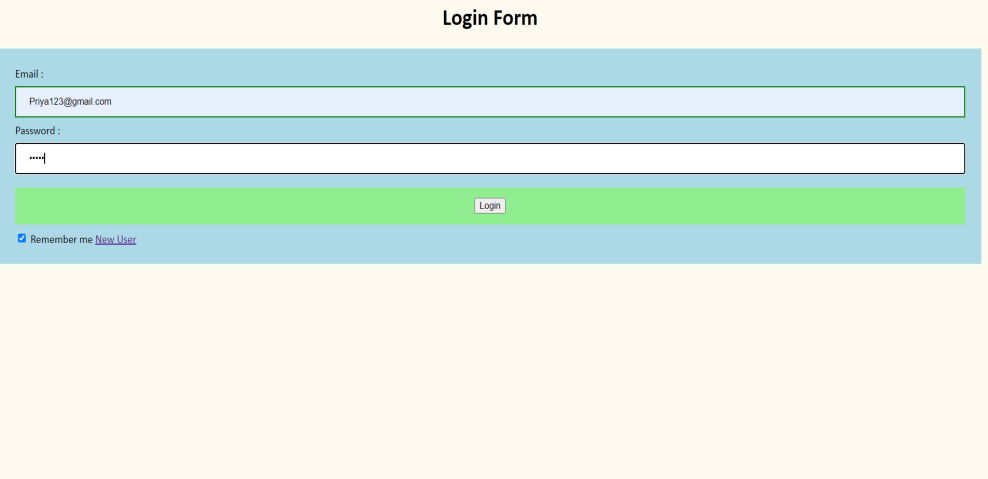 Login Form
Email :
Priya123@gmail.com
Password :
•••••
Login
Remember me New User